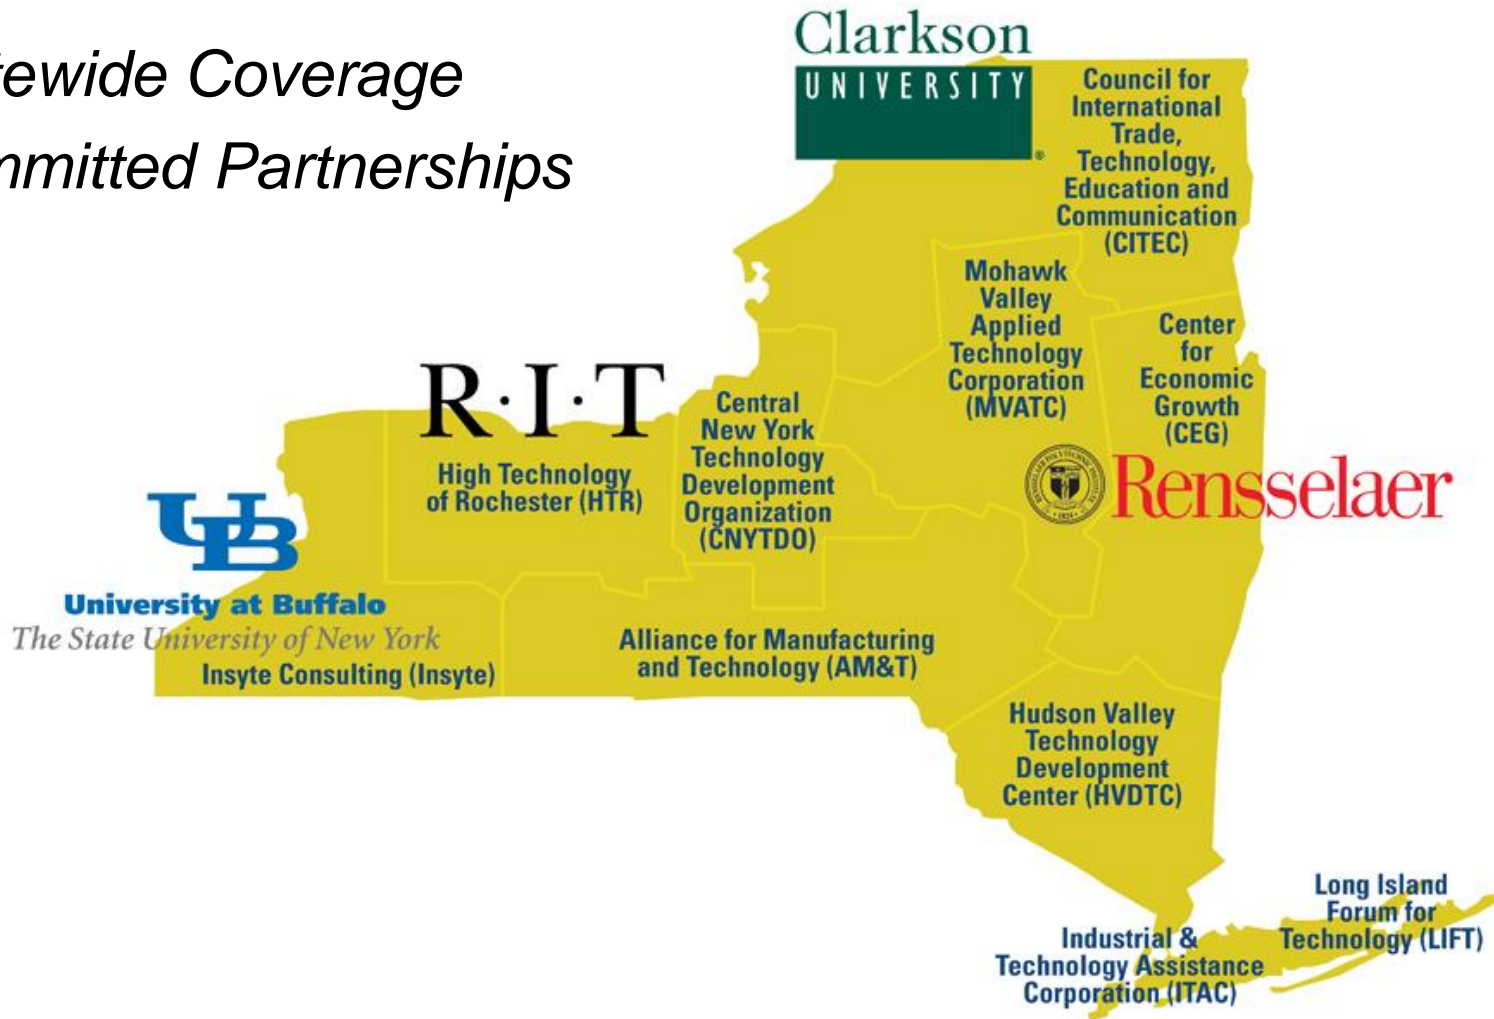 tewide Coverage
mmitted Partnerships
Clarkson
UNIVERSITY
®
Council for
International
Trade,
Technology,
Education and
Communication
(CITEC)
Mohawk
Valley
Applied
Technology
Corporation
(MVATC)
Center
for
Economic
Growth
(CEG)
R·I·T
High Technology
of Rochester (HTR)
Central
New York
Technology
Development
Organization
(CNYTDO)
Rensselaer
UB
University at Buffalo
The State University of New York
Insyte Consulting (Insyte)
Alliance for Manufacturing
and Technology (AM&T)
Hudson Valley
Technology
Development
Center (HVDTC)
Long Island
Forum for
Technology (LIFT)
Industrial &
Technology Assistance
Corporation (ITAC)